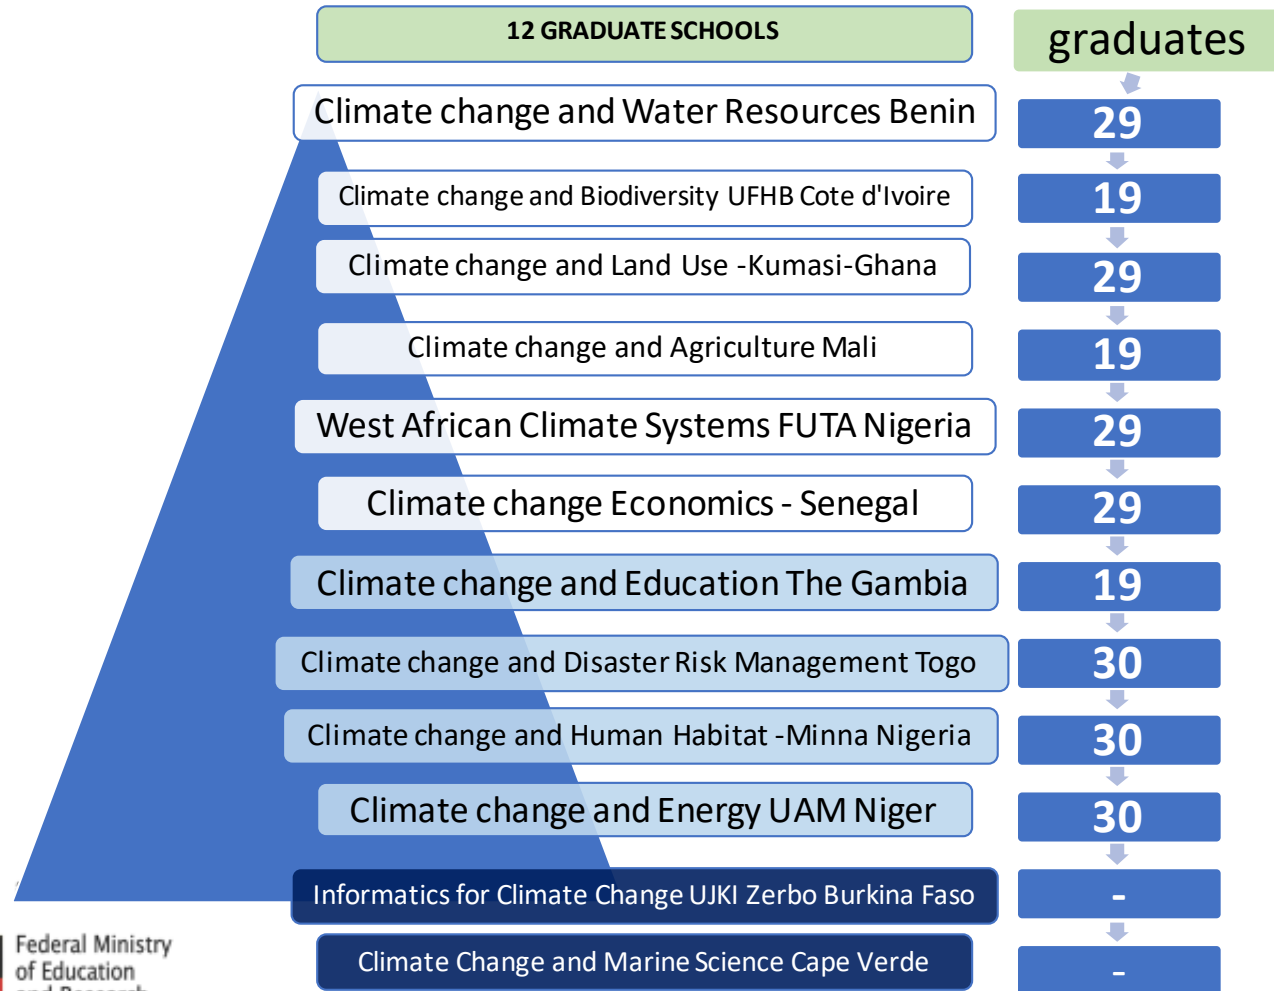 12 GRADUATE SCHOOLS
graduates
Climate change and Water Resources Benin
29
Climate change and Biodiversity UFHB Cote d'Ivoire
19
Climate change and Land Use -Kumasi-Ghana
29
Climate change and Agriculture Mali
19
West African Climate Systems FUTA Nigeria
29
Climate change Economics - Senegal
29
Climate change and Education The Gambia
19
Climate change and Disaster Risk Management Togo
30
Climate change and Human Habitat -Minna Nigeria
30
Climate change and Energy UAM Niger
30
Informatics for Climate Change UJKI Zerbo Burkina Faso
-
Climate Change and Marine Science Cape Verde
-
Federal Ministry
of Education
and Research